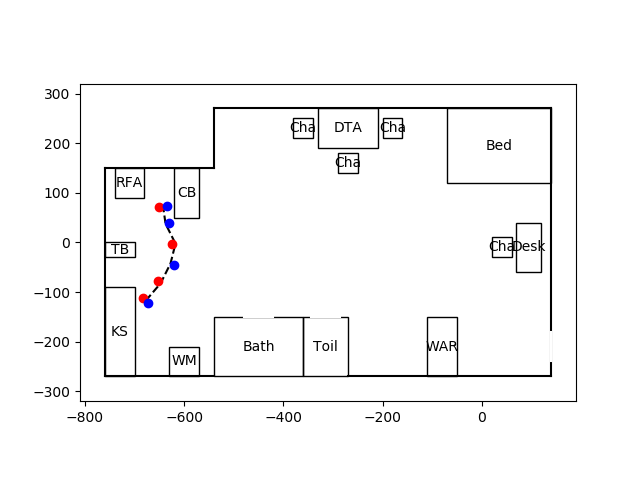 300
200
100
0
−100
−200
−300
−800
−600
−400
−200
0
RFA
CB
TB
KS
WM
Bath
Toil
WAR
Cha
DTA
Cha
Cha
Bed
Cha
Desk